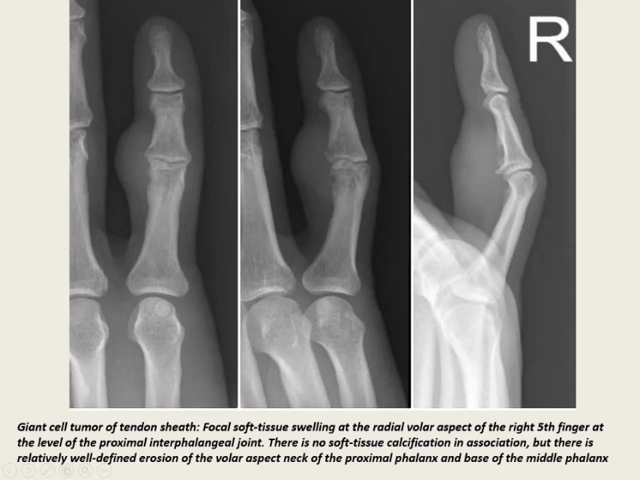 R
Giant cell tumor of tendon sheath: Focal soft-tissue swelling at the radial volar aspect of the right 5th finger at
the level of the proximal interphalangeal joint. There is no soft-tissue calcification in association, but there is
relatively well-defined erosion of the volar aspect neck of the proximal phalanx and base of the middle phalanx